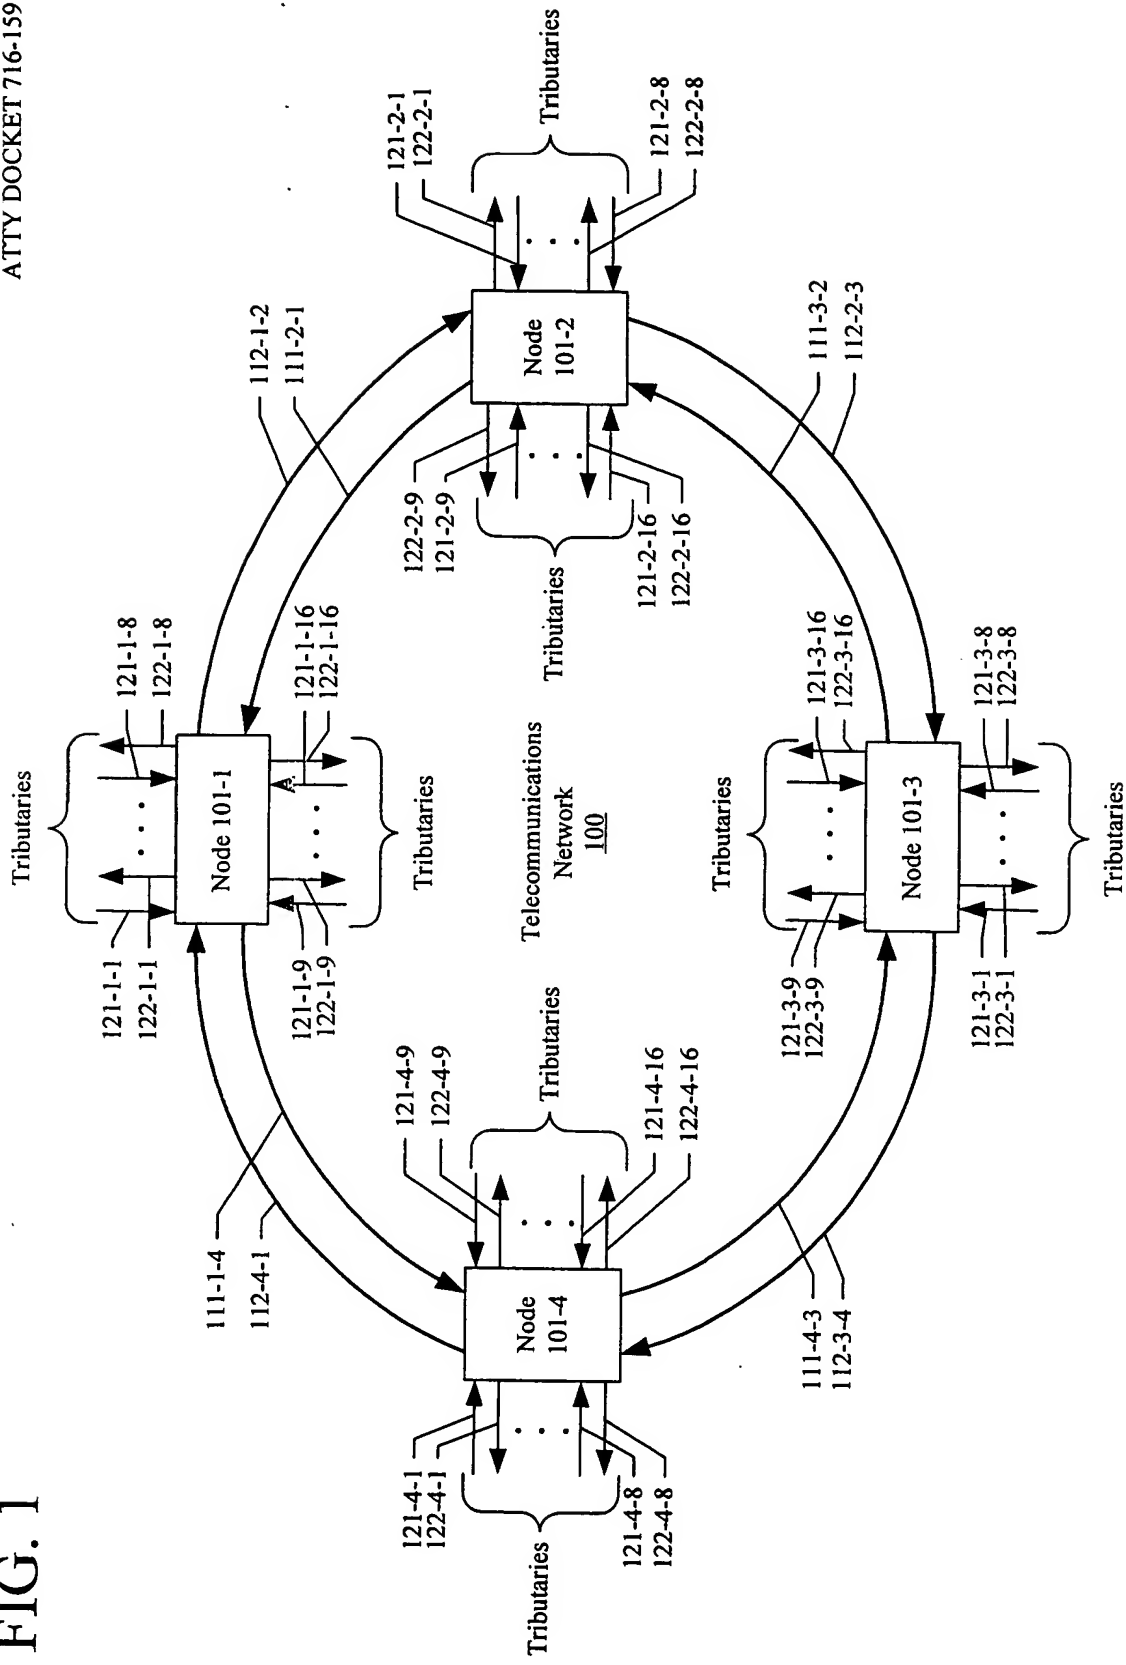 ATTY DOCKET 716-159
FIG. 1
Tributaries
121-1-1
122-1-1
121-1-8
122-1-8
Node 101-1
121-1-9
122-1-9
121-1-16
122-1-16
Tributaries
111-1-4
112-4-1
112-1-2
111-2-1
Tributaries
121-4-1
122-4-1
121-4-8
122-4-8
Node
101-4
121-4-9
122-4-9
121-4-16
122-4-16
Tributaries
Telecommunications
Network
100
Tributaries
122-2-9
121-2-9
121-2-16
122-2-16
Node
101-2
121-2-1
122-2-1
121-2-8
122-2-8
Tributaries
111-4-3
112-3-4
111-3-2
112-2-3
Tributaries
121-3-9
122-3-9
121-3-16
122-3-16
Node 101-3
121-3-1
122-3-1
121-3-8
122-3-8
Tributaries